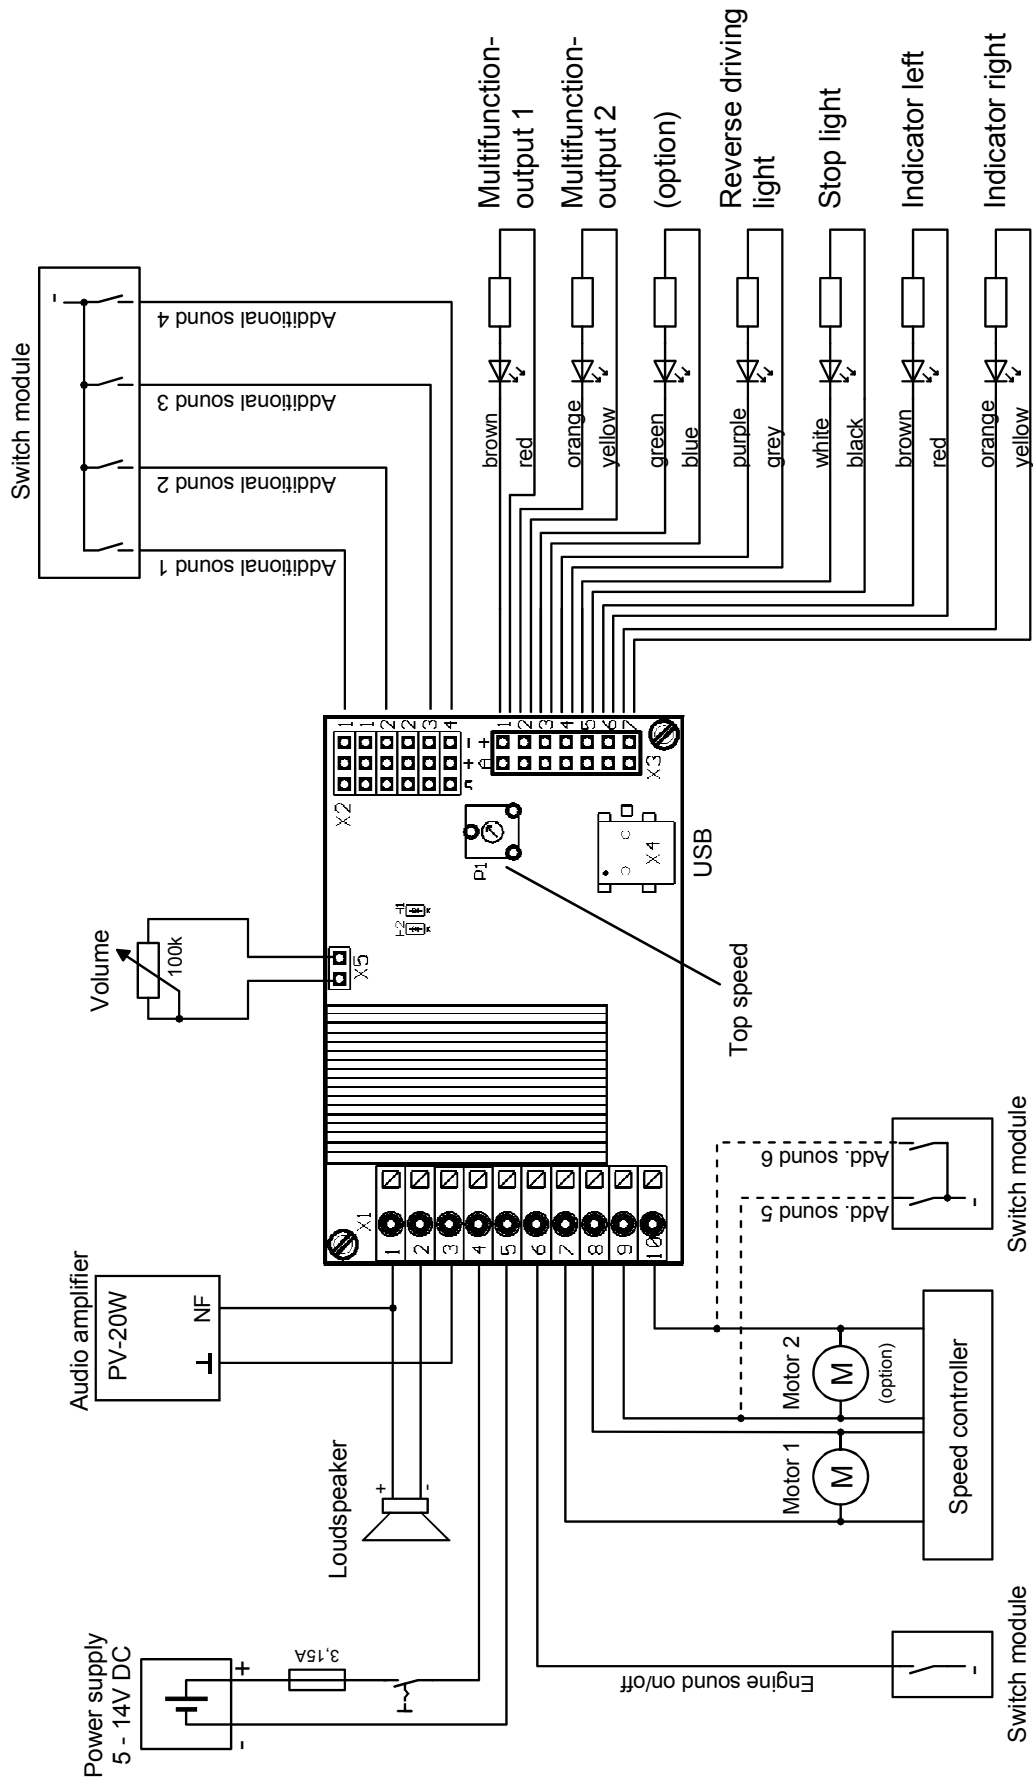 Power supply
5 - 14V DC
+
-
3,15A
Audio amplifier
PV-20W
NF
Loudspeaker
+
-
Volume
100k
Switch module
-
Additional sound 1
Additional sound 2
Additional sound 3
Additional sound 4
X1
1
2
3
4
5
6
7
8
9
10
X5
X2
1
1
2
2
3
4
5 + -
H2
H1
P1
Top speed
X4
USB
X3
+
1
2
3
4
5
6
7
brown
red
Multifunction-
output 1
orange
yellow
Multifunction-
output 2
green
blue
(option)
purple
grey
Reverse driving
light
white
black
Stop light
brown
red
Indicator left
orange
yellow
Indicator right
Engine sound on/off
-
Switch module
Motor 1
M
Motor 2
M
(option)
Speed controller
Add. sound 5
Add. sound 6
-
Switch module